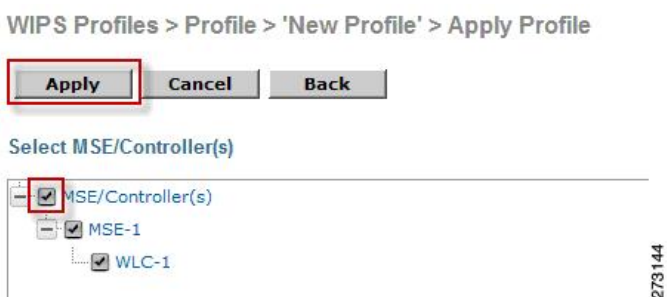 WIPS Profiles > Profile > 'New Profile' > Apply Profile
Apply Cancel Back
Select MSE/Controller(s)
MSE/Controller(s)
MSE-1
WLC-1
273144